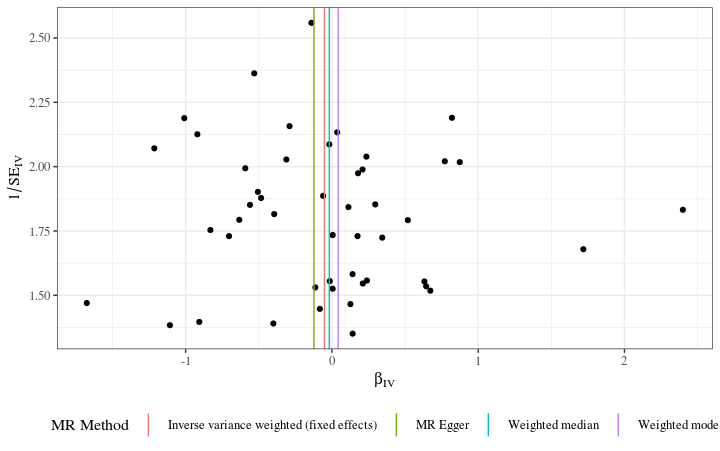 2.50
2.25
2.00
1.75
1.50
1/SE_IV
-1 0 1 2
β_IV
MR Method Inverse variance weighted (fixed effects) MR Egger Weighted median Weighted mode